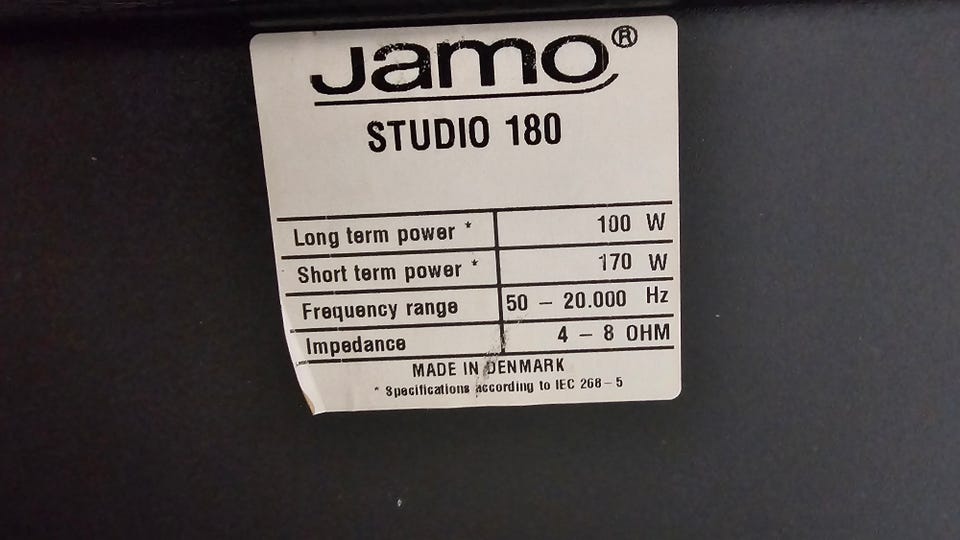 Jamo®
STUDIO 180
Long term power * 100 W
Short term power * 170 W
Frequency range 50 – 20.000 Hz
Impedance 4 – 8 OHM
MADE IN DENMARK
* Specifications according to IEC 268 – 5